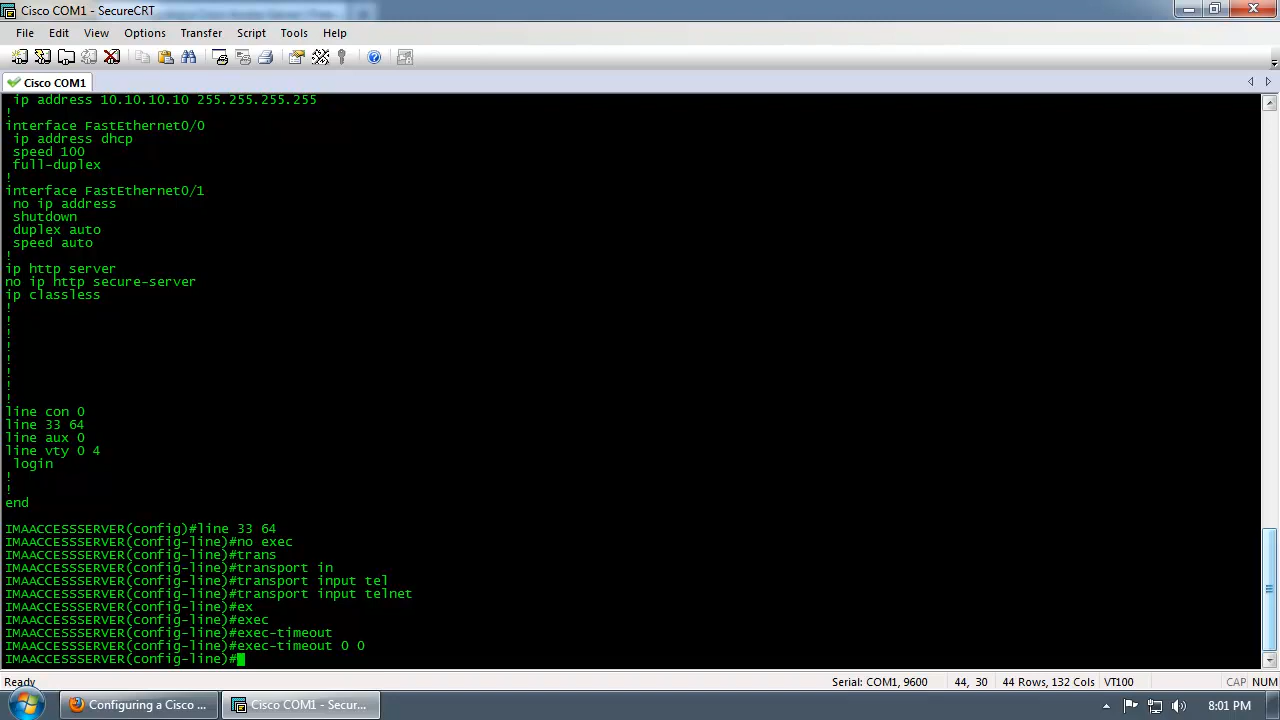 Cisco COM1 - SecureCRT
File Edit View Options Transfer Script Tools Help
Cisco COM1
 ip address 10.10.10.10 255.255.255.255
!
interface FastEthernet0/0
 ip address dhcp
 speed 100
 full-duplex
!
interface FastEthernet0/1
 no ip address
 shutdown
 duplex auto
 speed auto
!
ip http server
no ip http secure-server
ip classless
!
!
!
!
!
!
!
!
line con 0
line 33 64
line aux 0
line vty 0 4
 login
!
!
end
IMAACCESSSERVER(config)#line 33 64
IMAACCESSSERVER(config-line)#no exec
IMAACCESSSERVER(config-line)#trans
IMAACCESSSERVER(config-line)#transport in
IMAACCESSSERVER(config-line)#transport input tel
IMAACCESSSERVER(config-line)#transport input telnet
IMAACCESSSERVER(config-line)#ex
IMAACCESSSERVER(config-line)#exec
IMAACCESSSERVER(config-line)#exec-timeout
IMAACCESSSERVER(config-line)#exec-timeout 0 0
IMAACCESSSERVER(config-line)#
Ready Serial: COM1, 9600 44, 30 44 Rows, 132 Cols VT100 CAP NUM
Configuring a Cisco ... Cisco COM1 - Secur... 8:01 PM